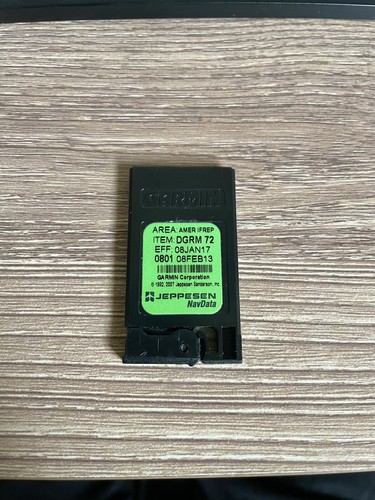 GARMIN
AREA: AMER IFREP
ITEM: DGRM 72
EFF: 08JAN17
0801 08FEB13
GARMIN Corporation
© 1992, 2007 Jeppesen Sanderson, Inc.
JEPPESEN
NavData